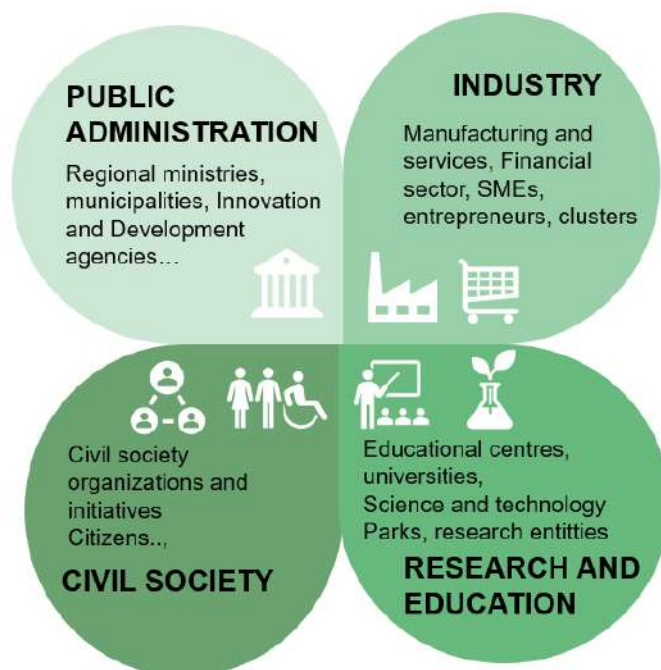 PUBLIC
ADMINISTRATION
Regional ministries,
municipalities, Innovation
and Development
agencies...
INDUSTRY
Manufacturing and
services, Financial
sector, SMEs,
entrepreneurs, clusters
Civil society
organizations and
initiatives
Citizens..,
CIVIL SOCIETY
Educational centres,
universities,
Science and technology
Parks, research entitties
RESEARCH AND
EDUCATION